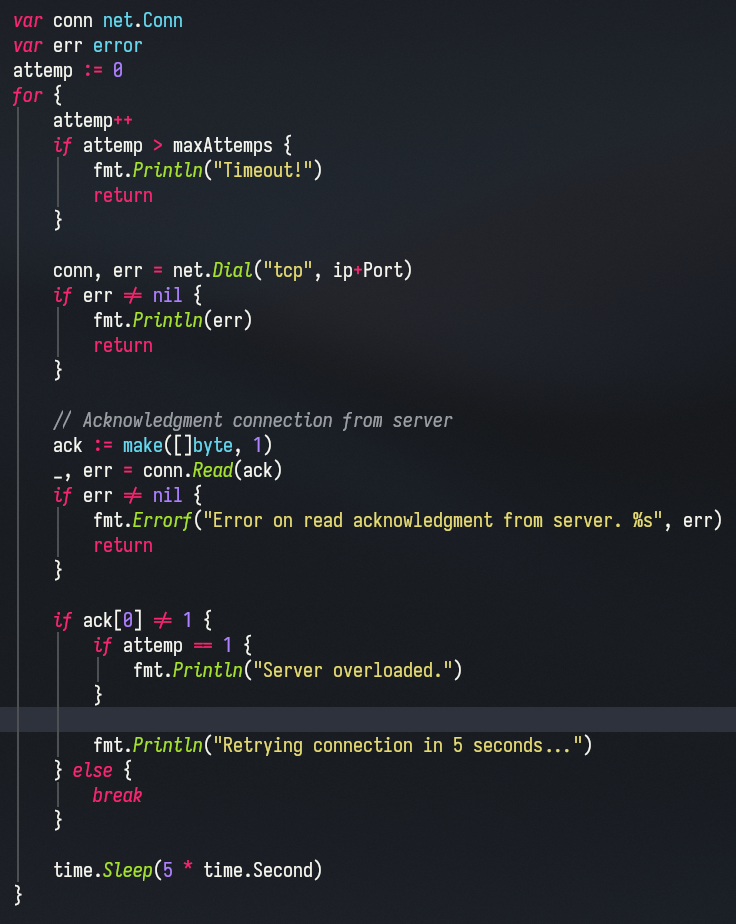 var conn net.Conn
var err error
attemp := 0
for {
    attemp++
    if attemp > maxAttemps {
        fmt.Println("Timeout!")
        return
    }

    conn, err = net.Dial("tcp", ip+Port)
    if err ≠ nil {
        fmt.Println(err)
        return
    }

    // Acknowledgment connection from server
    ack := make([]byte, 1)
    _, err = conn.Read(ack)
    if err ≠ nil {
        fmt.Errorf("Error on read acknowledgment from server. %s", err)
        return
    }

    if ack[0] ≠ 1 {
        if attemp == 1 {
            fmt.Println("Server overloaded.")
        }

        fmt.Println("Retrying connection in 5 seconds...")
    } else {
        break
    }

    time.Sleep(5 * time.Second)
}